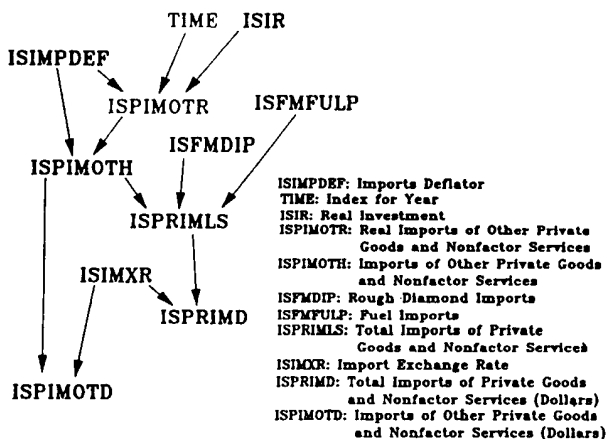 TIME ISIR
ISIMPDEF
ISPIMOTR
ISFMFULP
ISFMDIP
ISPIMOTH
ISPRIMLS
ISIMXR
ISPRIMD
ISPIMOTD
ISIMPDEF: Imports Deflator
TIME: Index for Year
ISIR: Real Investment
ISPIMOTR: Real Imports of Other Private
Goods and Nonfactor Services
ISPIMOTH: Imports of Other Private Goods
and Nonfactor Services
ISFMDIP: Rough Diamond Imports
ISFMFULP: Fuel Imports
ISPRIMLS: Total Imports of Private
Goods and Nonfactor Services
ISIMXR: Import Exchange Rate
ISPRIMD: Total Imports of Private Goods
and Nonfactor Services (Dollars)
ISPIMOTD: Imports of Other Private Goods
and Nonfactor Services (Dollars)